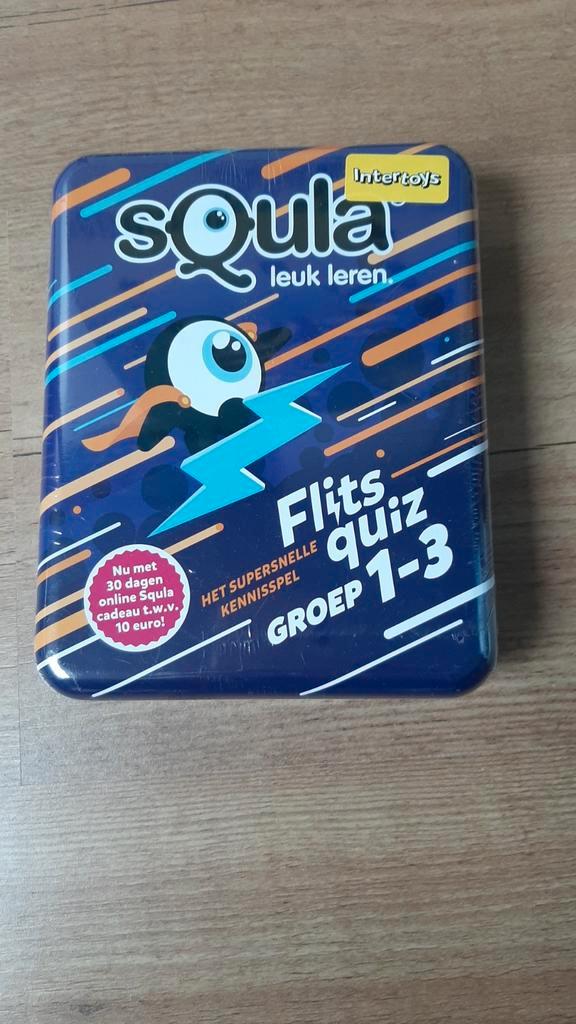 Intertoys
sQula®
leuk leren.
Flits
quiz
HET SUPERSNELLE
KENNISSPEL
GROEP 1-3
Nu met
30 dagen
online Squla
cadeau t.w.v.
10 euro!